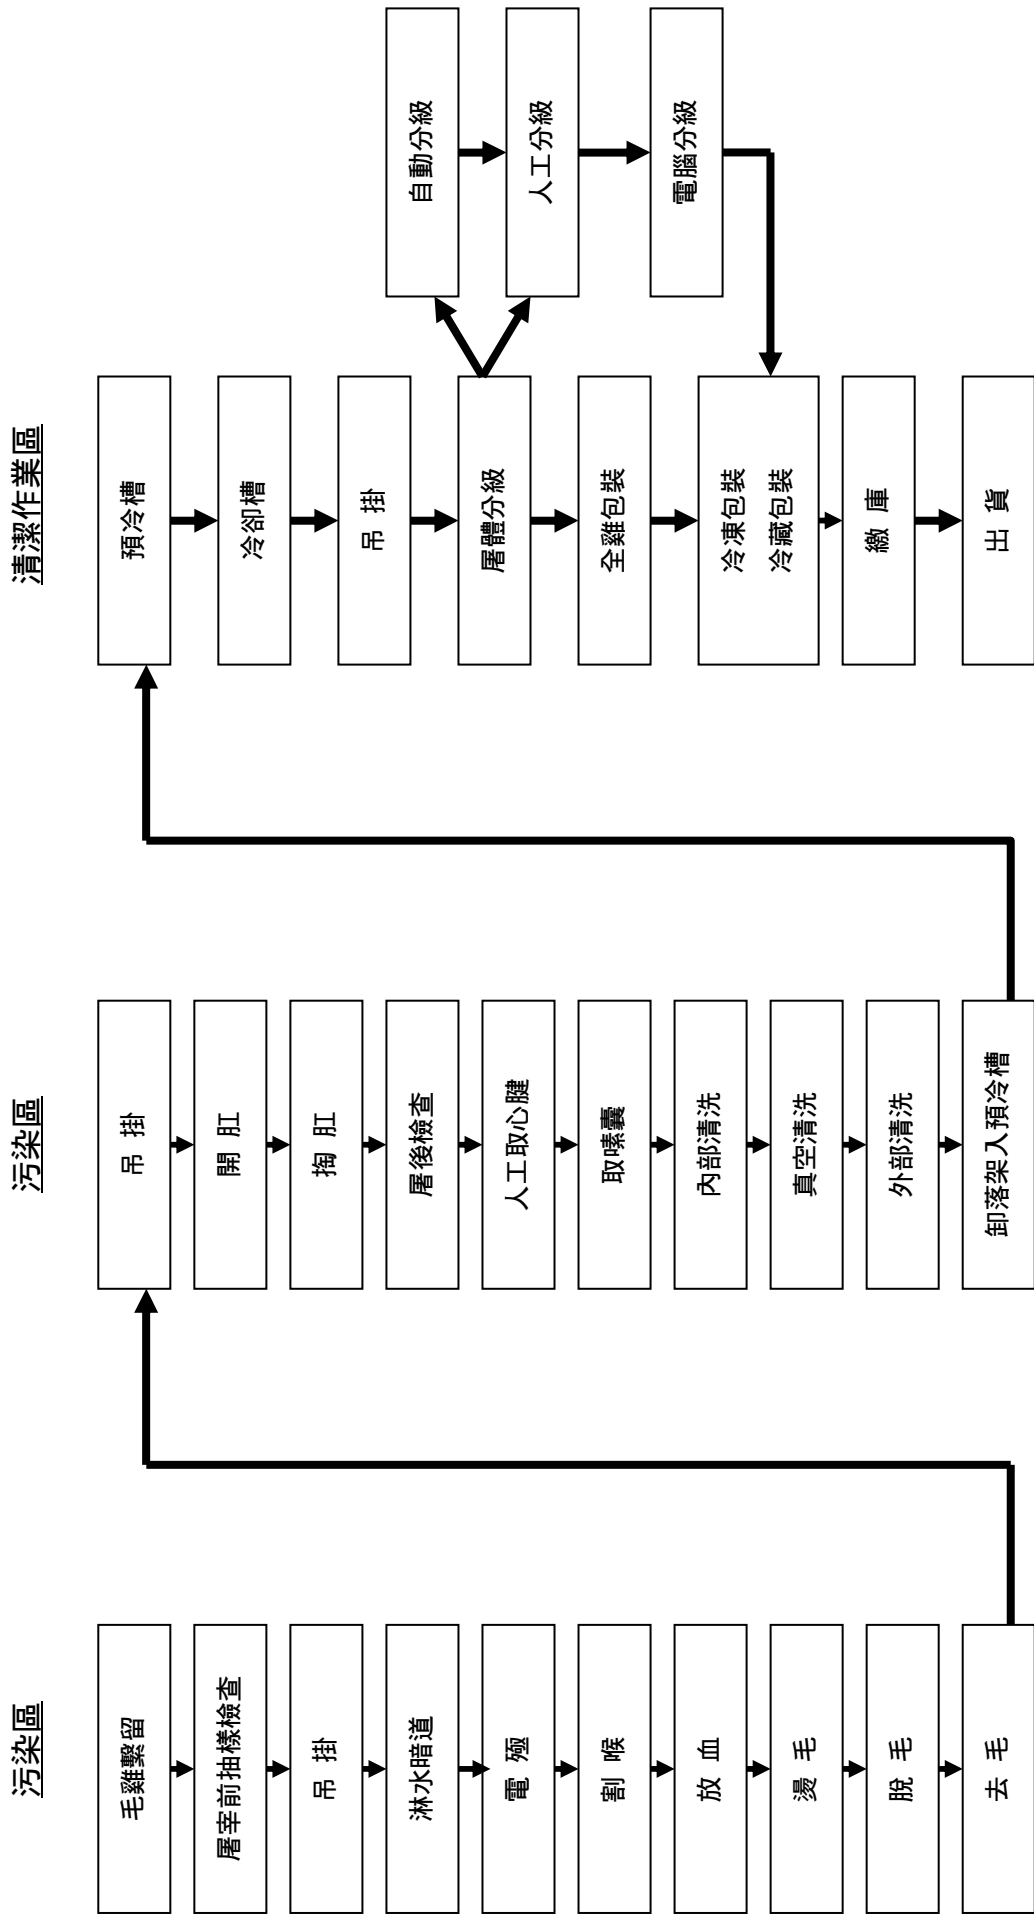 污染區
毛雞繫留
屠宰前抽樣檢查
吊 掛
淋水暗道
電 殛
割 喉
放 血
燙 毛
脫 毛
去 毛
污染區
吊 掛
開 肛
掏 肛
屠後檢查
人工取心腱
取嗉囊
內部清洗
真空清洗
外部清洗
卸落架入預冷槽
清潔作業區
預冷槽
冷卻槽
吊 掛
屠體分級
全雞包裝
冷凍包裝
冷藏包裝
繳 庫
出 貨
自動分級
人工分級
電腦分級